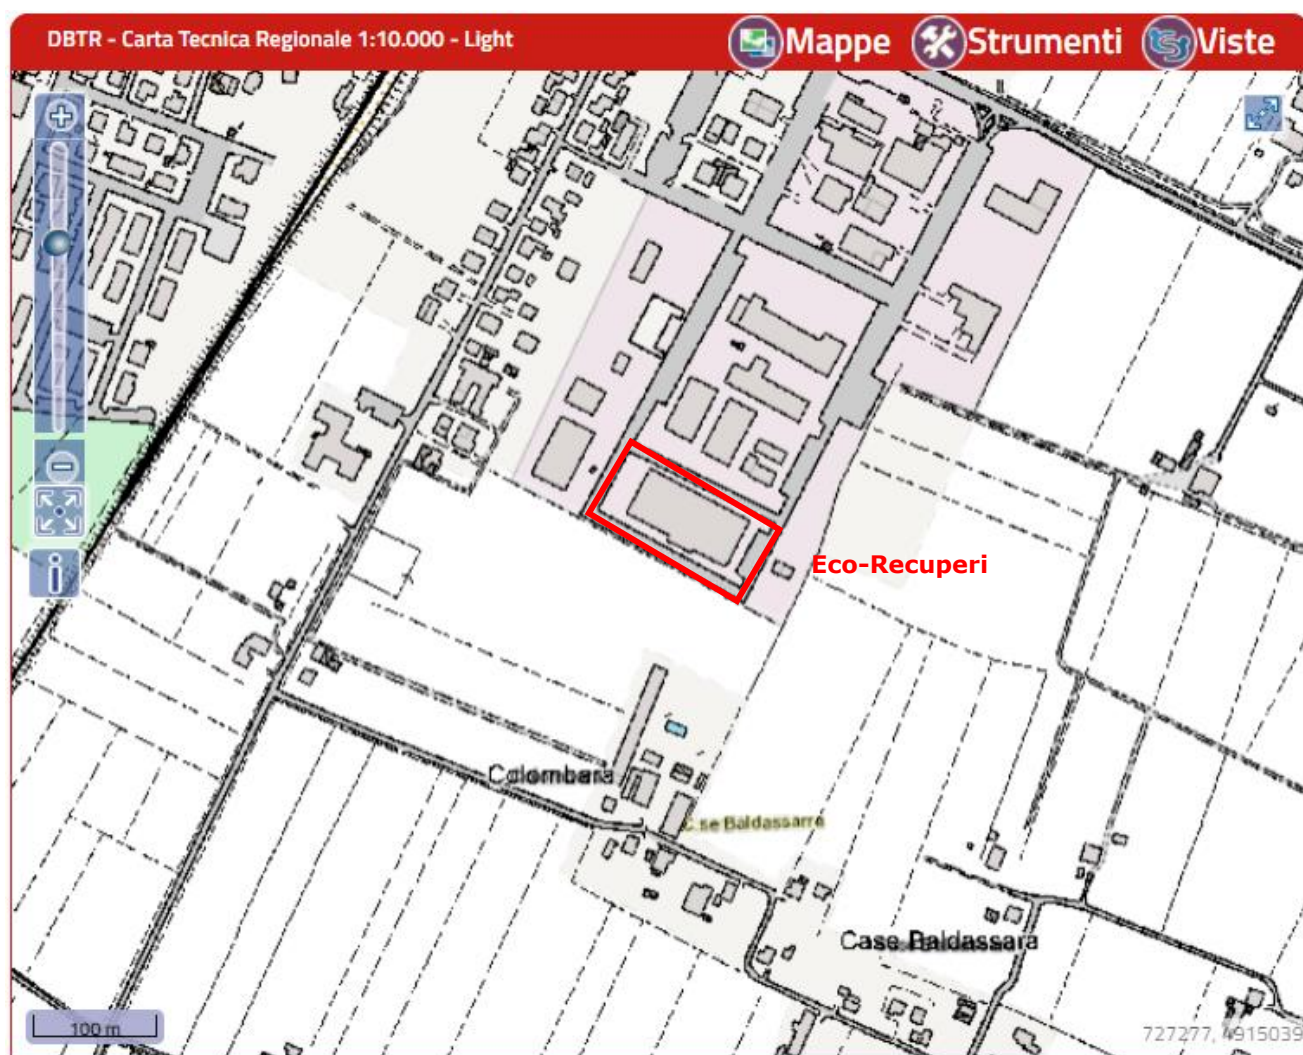 DBTR - Carta Tecnica Regionale 1:10.000 - Light
Mappe
Strumenti
Viste
Eco-Recuperi
Colombara
C.se Baldassarre
Case Baldassara
100 m
727277, 4915039